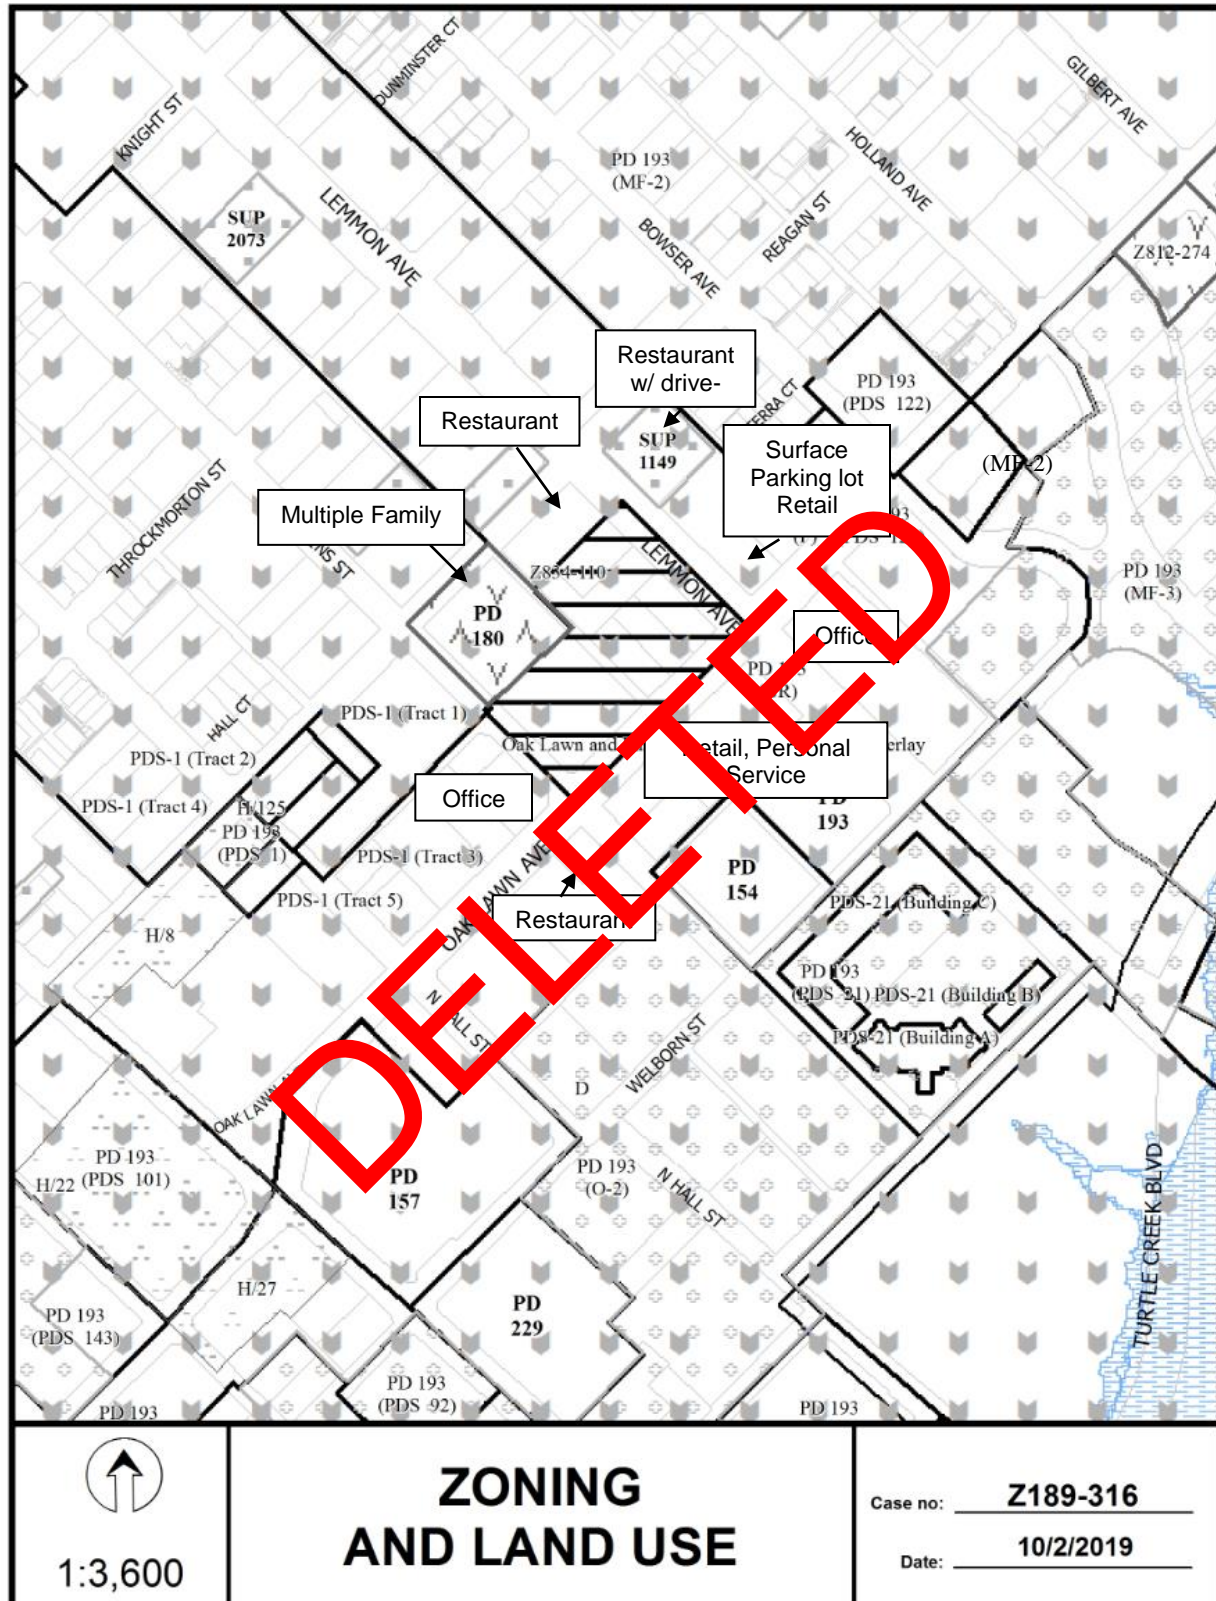 DUNMINSTER CT
GILBERT AVE
KNIGHT ST
HOLLAND AVE
PD 193
(MF-2)
LEMMON AVE
REAGAN ST
SUP
2073
BOWSER AVE
Z812-274
Restaurant
w/ drive-
PD 193
(PDS 122)
Restaurant
SUP
1149
Surface
Parking lot
Retail
(MF-2)
THROCKMORTON ST
Multiple Family
LEMMON AVE
PD 193
(MF-3)
Z834-110
PD
180
Office
HALL CT
PDS-1 (Tract 1)
PDS-1 (Tract 2)
Oak Lawn and
Personal
Service
PDS-1 (Tract 4)
H/125
Office
PD
193
PD 193
(PDS 1)
PDS-1 (Tract 3)
PD
154
PDS-1 (Tract 5)
OAK LAWN AVE
PDS-21 (Building C)
H/8
Restaurant
PD 193
(PDS 21)
PDS-21 (Building B)
PDS-21 (Building A)
WELBORN ST
D
OAK LAWN
PD 193
(PDS 101)
H/22
PD
157
PD 193
(O-2)
N HALL ST
TURTLE CREEK BLVD
H/27
PD
229
PD 193
(PDS 143)
PD 193
(PDS 92)
PD 193
PD 193
DELETED
1:3,600
ZONING
AND LAND USE
Case no: Z189-316
Date: 10/2/2019